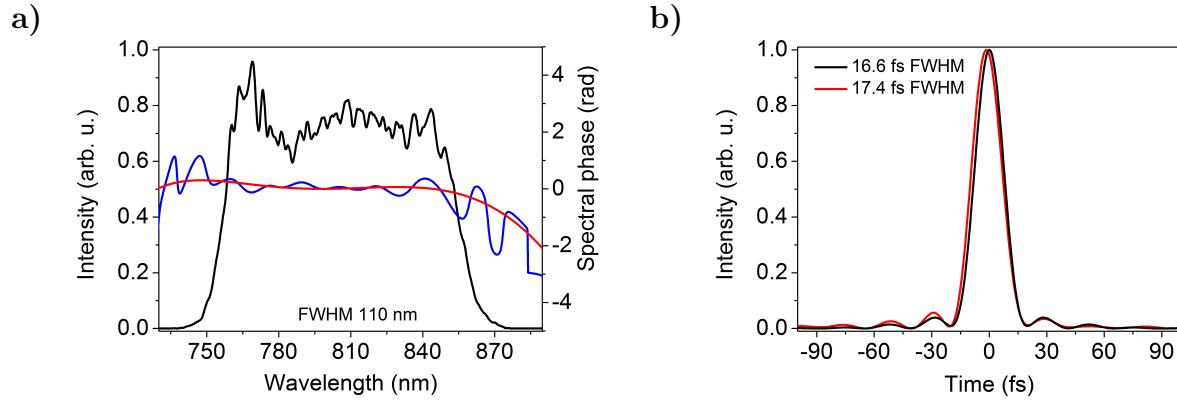 a)
Intensity (arb. u.)
1.0
0.8
0.6
0.4
0.2
0.0
FWHM 110 nm
750 780 810 840 870
Wavelength (nm)
4
2
0
-2
-4
Spectral phase (rad)
b)
Intensity (arb. u.)
1.0
0.8
0.6
0.4
0.2
0.0
16.6 fs FWHM
17.4 fs FWHM
-90 -60 -30 0 30 60 90
Time (fs)